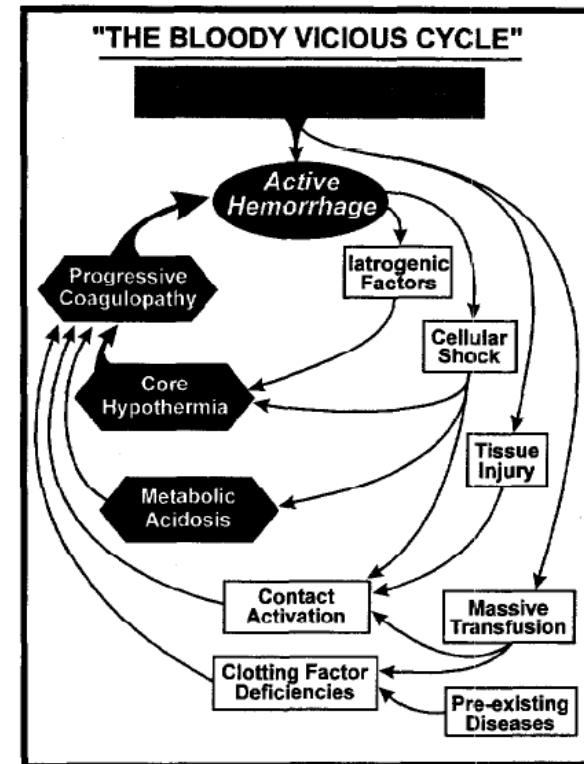 "THE BLOODY VICIOUS CYCLE"
Active
Hemorrhage
Iatrogenic
Factors
Progressive
Coagulopathy
Cellular
Shock
Core
Hypothermia
Tissue
Injury
Metabolic
Acidosis
Contact
Activation
Massive
Transfusion
Clotting Factor
Deficiencies
Pre-existing
Diseases